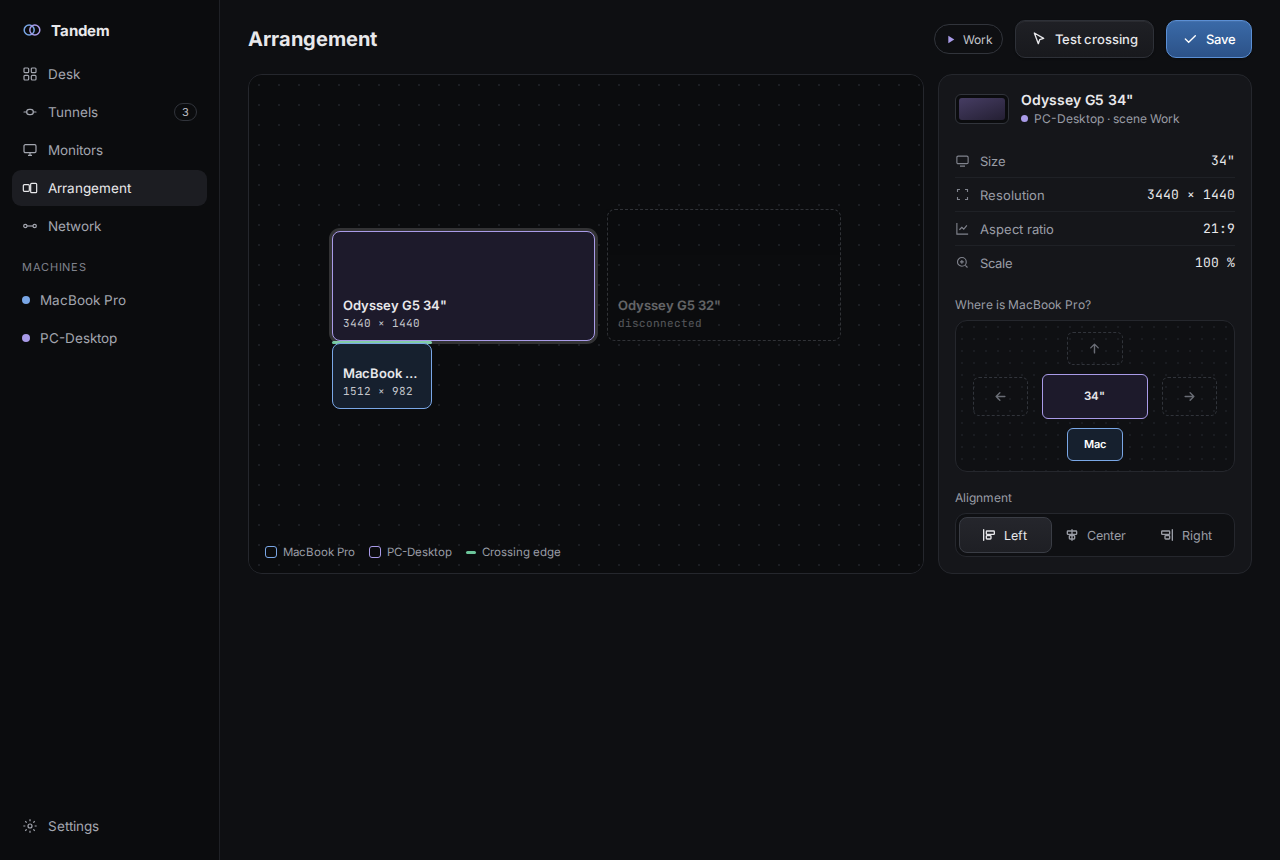 Tandem
Desk
Tunnels 3
Monitors
Arrangement
Network
MACHINES
MacBook Pro
PC-Desktop
Settings
Arrangement
Work
Test crossing
Save
Odyssey G5 34"
3440 × 1440
Odyssey G5 32"
disconnected
MacBook ...
1512 × 982
MacBook Pro
PC-Desktop
Crossing edge
Odyssey G5 34"
PC-Desktop · scene Work
Size 34"
Resolution 3440 × 1440
Aspect ratio 21:9
Scale 100 %
Where is MacBook Pro?
34"
Mac
Alignment
Left
Center
Right